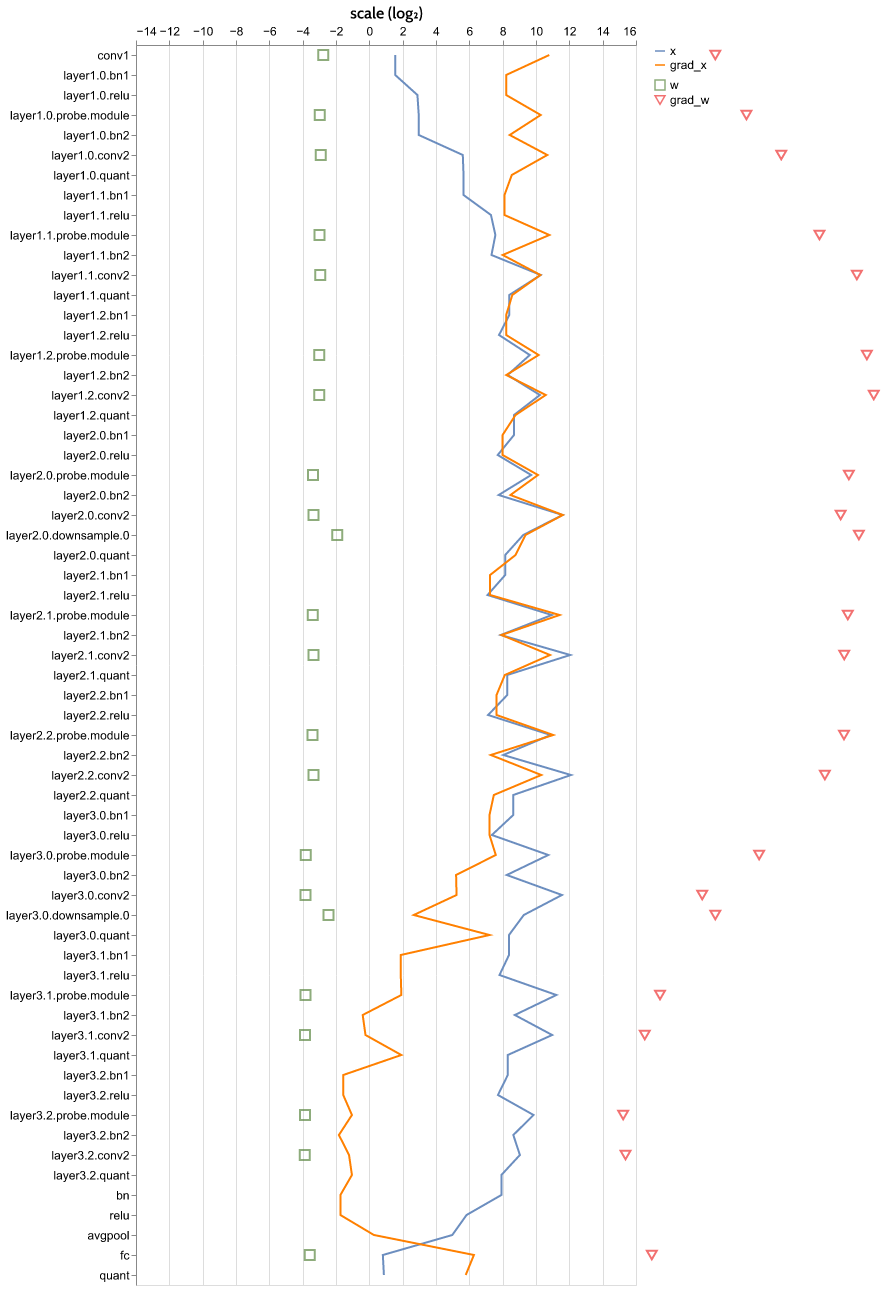 scale (log₂)
−14 −12 −10 −8 −6 −4 −2 0 2 4 6 8 10 12 14 16
x
grad_x
w
grad_w
conv1
layer1.0.bn1
layer1.0.relu
layer1.0.probe.module
layer1.0.bn2
layer1.0.conv2
layer1.0.quant
layer1.1.bn1
layer1.1.relu
layer1.1.probe.module
layer1.1.bn2
layer1.1.conv2
layer1.1.quant
layer1.2.bn1
layer1.2.relu
layer1.2.probe.module
layer1.2.bn2
layer1.2.conv2
layer1.2.quant
layer2.0.bn1
layer2.0.relu
layer2.0.probe.module
layer2.0.bn2
layer2.0.conv2
layer2.0.downsample.0
layer2.0.quant
layer2.1.bn1
layer2.1.relu
layer2.1.probe.module
layer2.1.bn2
layer2.1.conv2
layer2.1.quant
layer2.2.bn1
layer2.2.relu
layer2.2.probe.module
layer2.2.bn2
layer2.2.conv2
layer2.2.quant
layer3.0.bn1
layer3.0.relu
layer3.0.probe.module
layer3.0.bn2
layer3.0.conv2
layer3.0.downsample.0
layer3.0.quant
layer3.1.bn1
layer3.1.relu
layer3.1.probe.module
layer3.1.bn2
layer3.1.conv2
layer3.1.quant
layer3.2.bn1
layer3.2.relu
layer3.2.probe.module
layer3.2.bn2
layer3.2.conv2
layer3.2.quant
bn
relu
avgpool
fc
quant